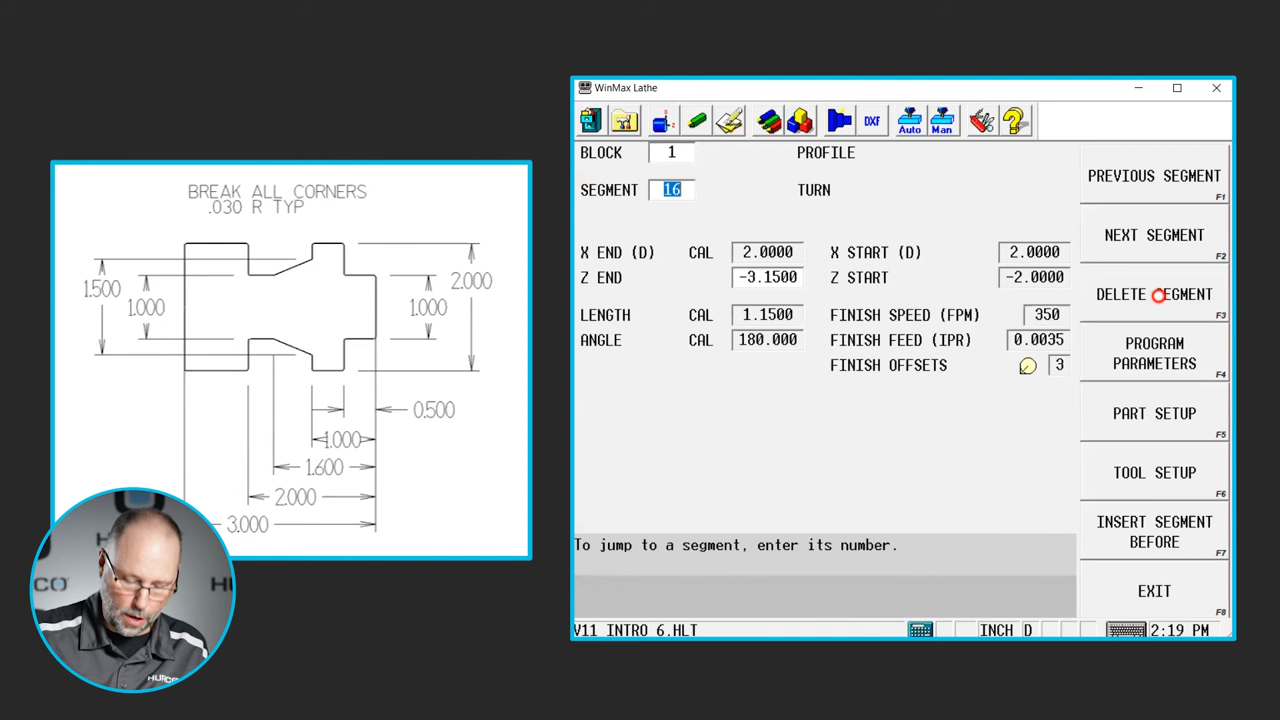 BREAK ALL CORNERS
.030 R TYP
1.500
1.000
1.000
2.000
0.500
1.000
1.600
2.000
3.000
HURCO
WinMax Lathe
DXF
Auto
Man
BLOCK 1 PROFILE
SEGMENT 16 TURN
X END (D) CAL 2.0000 X START (D) 2.0000
Z END -3.1500 Z START -2.0000
LENGTH CAL 1.1500 FINISH SPEED (FPM) 350
ANGLE CAL 180.000 FINISH FEED (IPR) 0.0035
FINISH OFFSETS 3
To jump to a segment, enter its number.
V11 INTRO 6.HLT INCH D 2:19 PM
PREVIOUS SEGMENT
F1
NEXT SEGMENT
F2
DELETE SEGMENT
F3
PROGRAM
PARAMETERS
F4
PART SETUP
F5
TOOL SETUP
F6
INSERT SEGMENT
BEFORE
F7
EXIT
F8